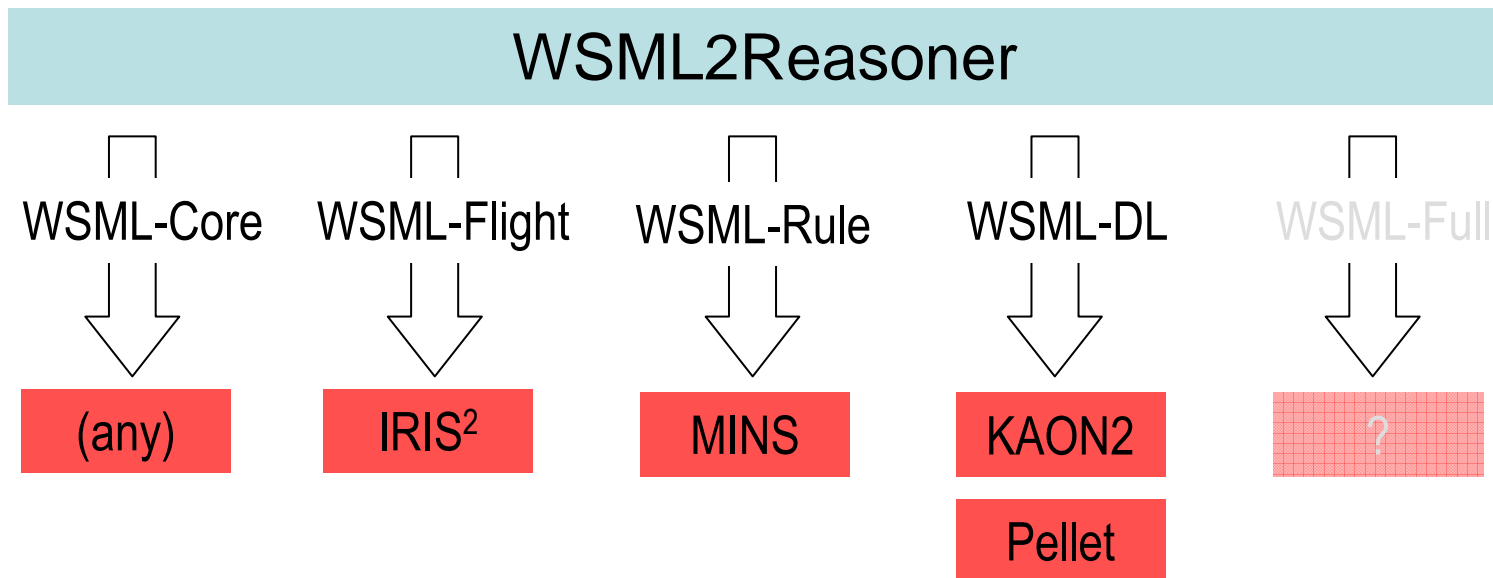 WSML2Reasoner
WSML-Core
WSML-Flight
WSML-Rule
WSML-DL
WSML-Full
(any)
IRIS²
MINS
KAON2
?
Pellet